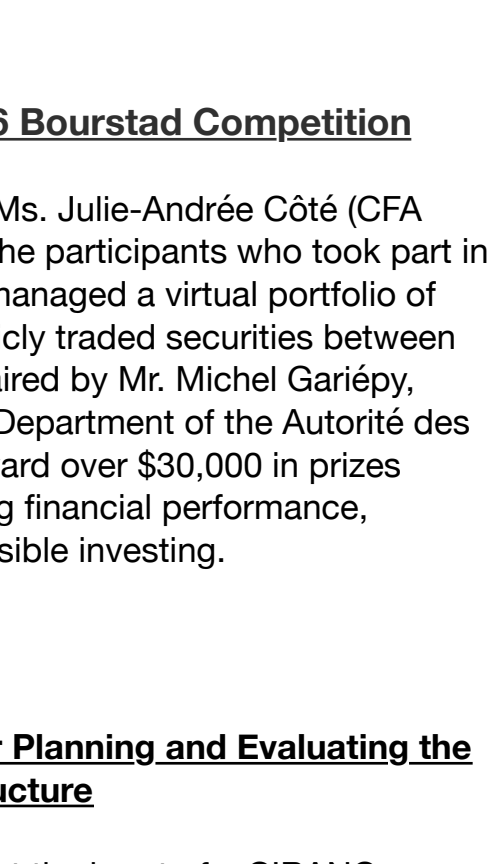 6 Bourstad Competition
Ms. Julie-Andrée Côté (CFA
he participants who took part in
managed a virtual portfolio of
cly traded securities between
ired by Mr. Michel Gariépy,
Department of the Autorité des
ard over $30,000 in prizes
g financial performance,
sible investing.
r Planning and Evaluating the
ucture